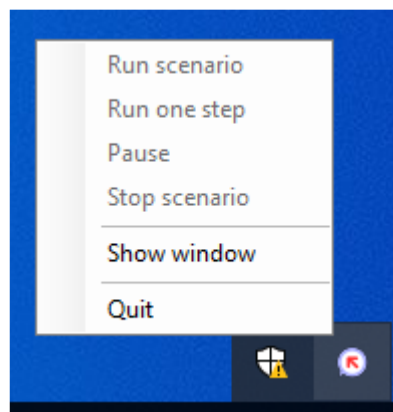 Run scenario
Run one step
Pause
Stop scenario
Show window
Quit